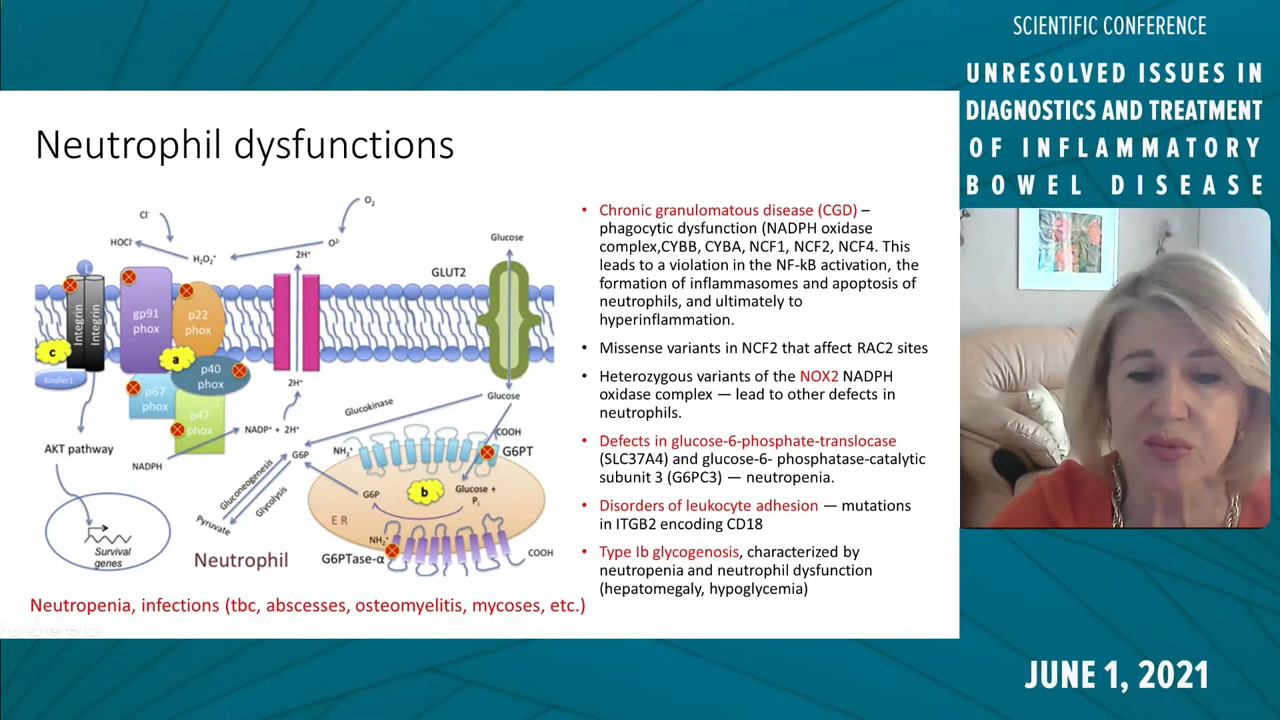 SCIENTIFIC CONFERENCE
UNRESOLVED ISSUES IN
DIAGNOSTICS AND TREATMENT
OF INFLAMMATORY
BOWEL DISEASE
Neutrophil dysfunctions
Cl⁻
O₂
HOCl⁻
H₂O₂⁺
O²⁻
2H⁺
Glucose
GLUT2
L
Integrin
Integrin
gp91
phox
p22
phox
c
a
Kindler1
p40
phox
p67
phox
p47
phox
2H⁺
Glucose
Glucokinase
COOH
AKT pathway
NADP⁺ + 2H⁺
NH₂⁺
G6PT
NADPH
G6P
Gluconeogenesis
Glycolysis
G6P
b
Glucose +
Pᵢ
Pyruvate
ER
NH₂⁺
COOH
G6PTase-α
Survival
genes
Neutrophil
Neutropenia, infections (tbc, abscesses, osteomyelitis, mycoses, etc.)
• Chronic granulomatous disease (CGD) –
phagocytic dysfunction (NADPH oxidase
complex,CYBB, CYBA, NCF1, NCF2, NCF4. This
leads to a violation in the NF-kB activation, the
formation of inflammasomes and apoptosis of
neutrophils, and ultimately to
hyperinflammation.
• Missense variants in NCF2 that affect RAC2 sites
• Heterozygous variants of the NOX2 NADPH
oxidase complex — lead to other defects in
neutrophils.
• Defects in glucose-6-phosphate-translocase
(SLC37A4) and glucose-6- phosphatase-catalytic
subunit 3 (G6PC3) — neutropenia.
• Disorders of leukocyte adhesion — mutations
in ITGB2 encoding CD18
• Type Ib glycogenosis, characterized by
neutropenia and neutrophil dysfunction
(hepatomegaly, hypoglycemia)
JUNE 1, 2021